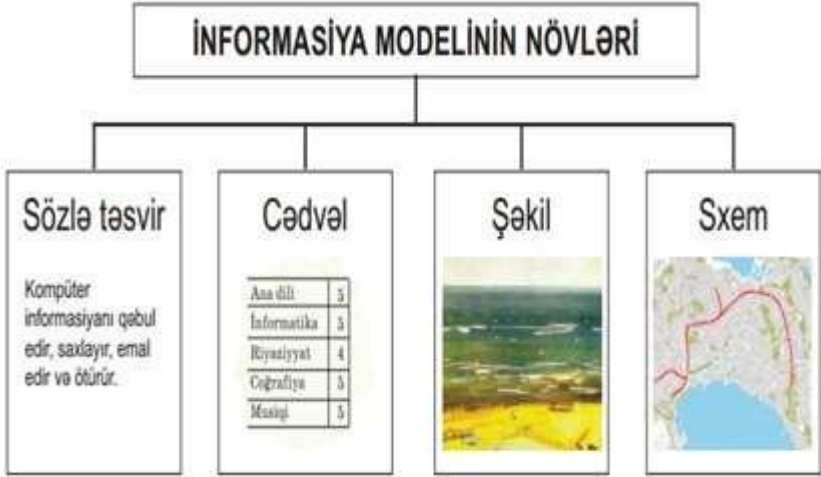 İNFORMASİYA MODELİNİN NÖVLƏRİ
Sözlə təsvir
Kompüter
informasiyanı qəbul
edir, saxlayır, emal
edir və ötürür.
Cədvəl
Ana dili 5
İnformatika 5
Riyaziyyat 4
Coğrafiya 5
Musiqi 5
Şəkil
Sxem